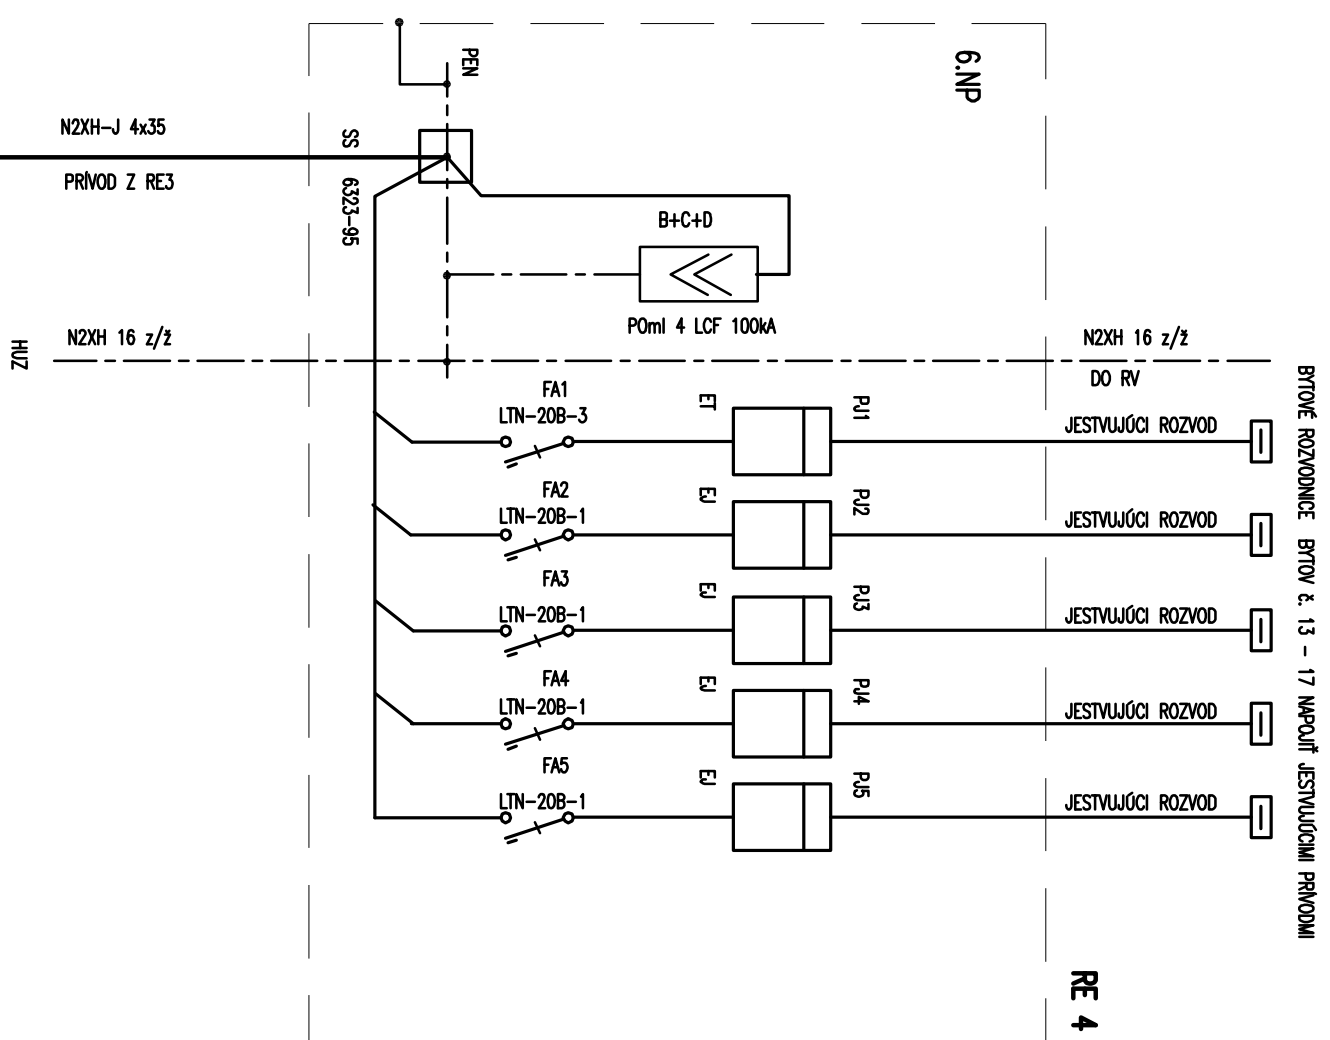 6.NP
PEN
N2XH-J 4x35
PRÍVOD Z RE3
SS 6323-95
B+C+D
POmI 4 LCF 100kA
HUZ
N2XH 16 z/ž
N2XH 16 z/ž
DO RV
FA1
LTN-20B-3
ET
PJ1
JESTVUJÚCI ROZVOD
FA2
LTN-20B-1
EJ
PJ2
JESTVUJÚCI ROZVOD
FA3
LTN-20B-1
EJ
PJ3
JESTVUJÚCI ROZVOD
FA4
LTN-20B-1
EJ
PJ4
JESTVUJÚCI ROZVOD
FA5
LTN-20B-1
EJ
PJ5
JESTVUJÚCI ROZVOD
BYTOVÉ ROZVODNICE BYTOV č. 13 - 17 NAPOJIŤ JESTVUJÚCIMI PRÍVODMI
RE 4